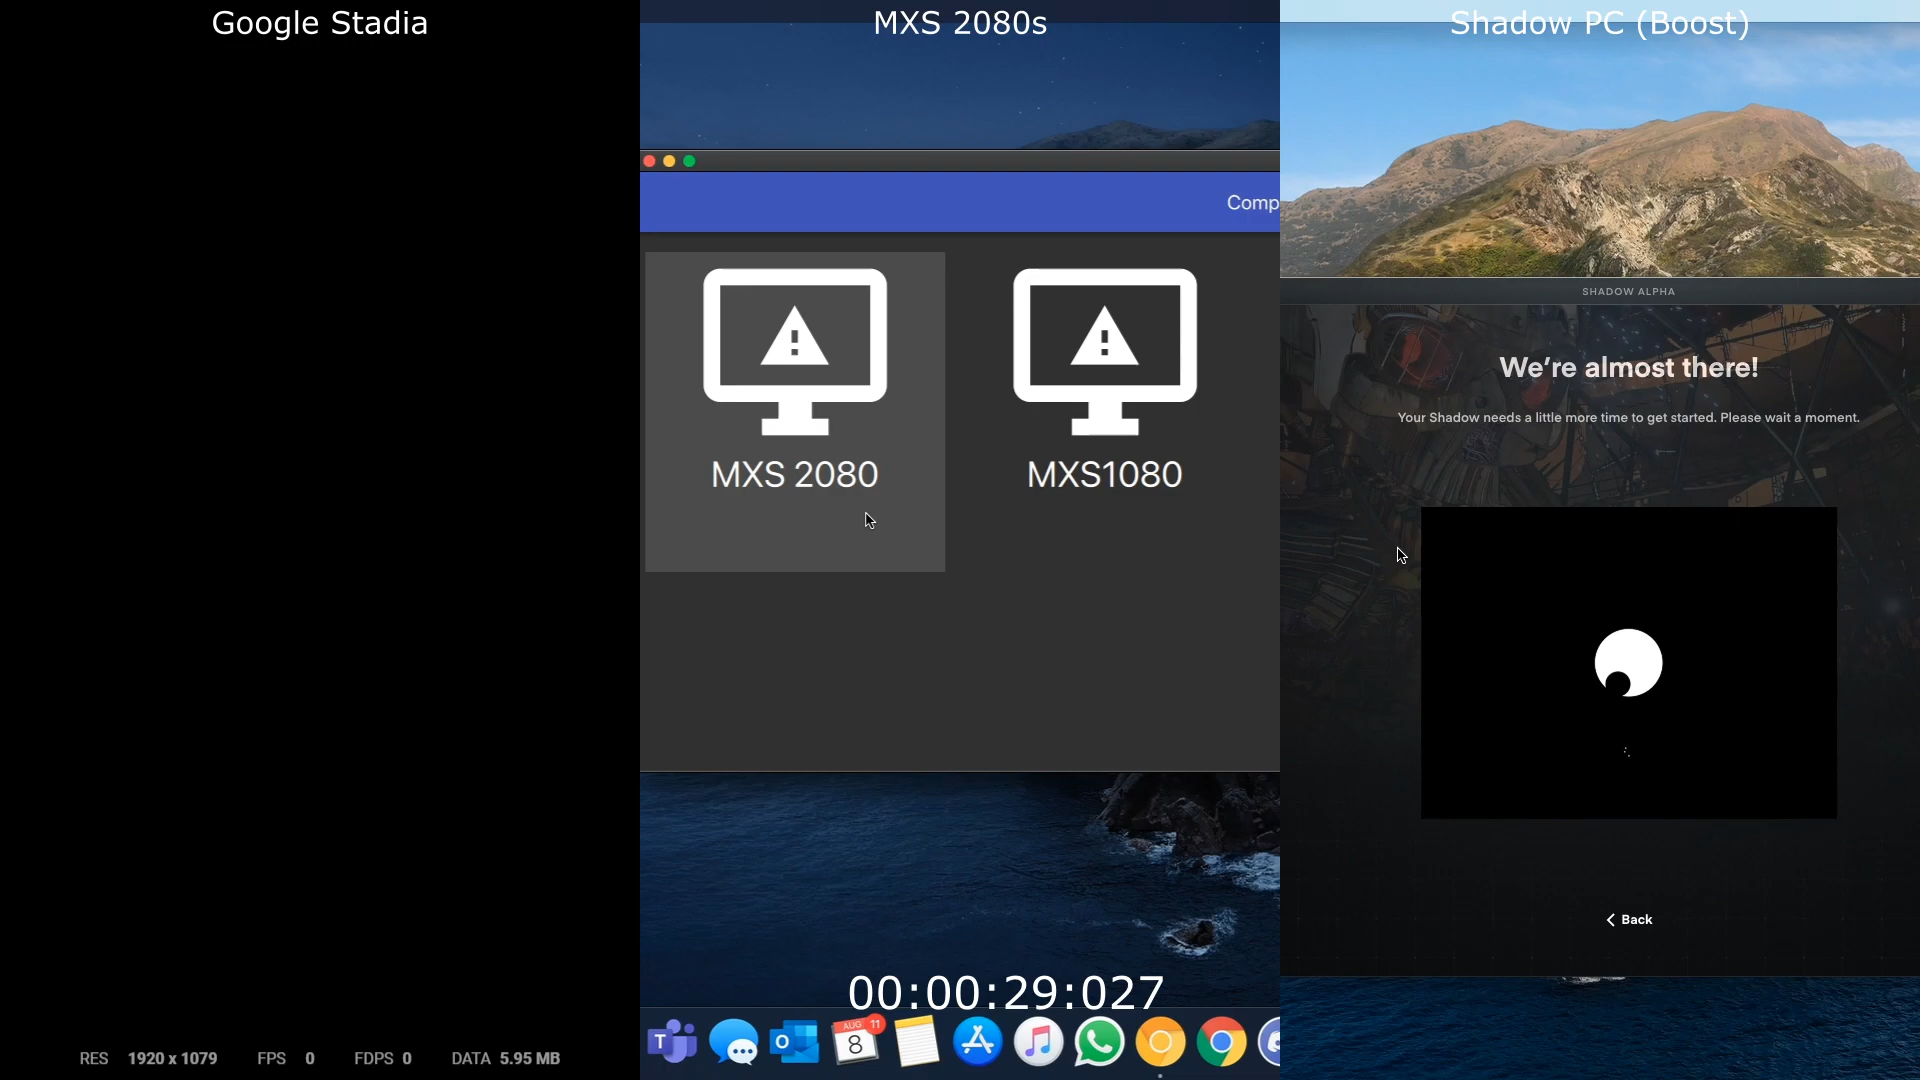 Google Stadia
MXS 2080s
Shadow PC (Boost)
Comp
SHADOW ALPHA
We’re almost there!
Your Shadow needs a little more time to get started. Please wait a moment.
MXS 2080
MXS1080
< Back
00:00:29:027
T
O
AUG
11
8
RES 1920 x 1079 FPS 0 FDPS 0 DATA 5.95 MB